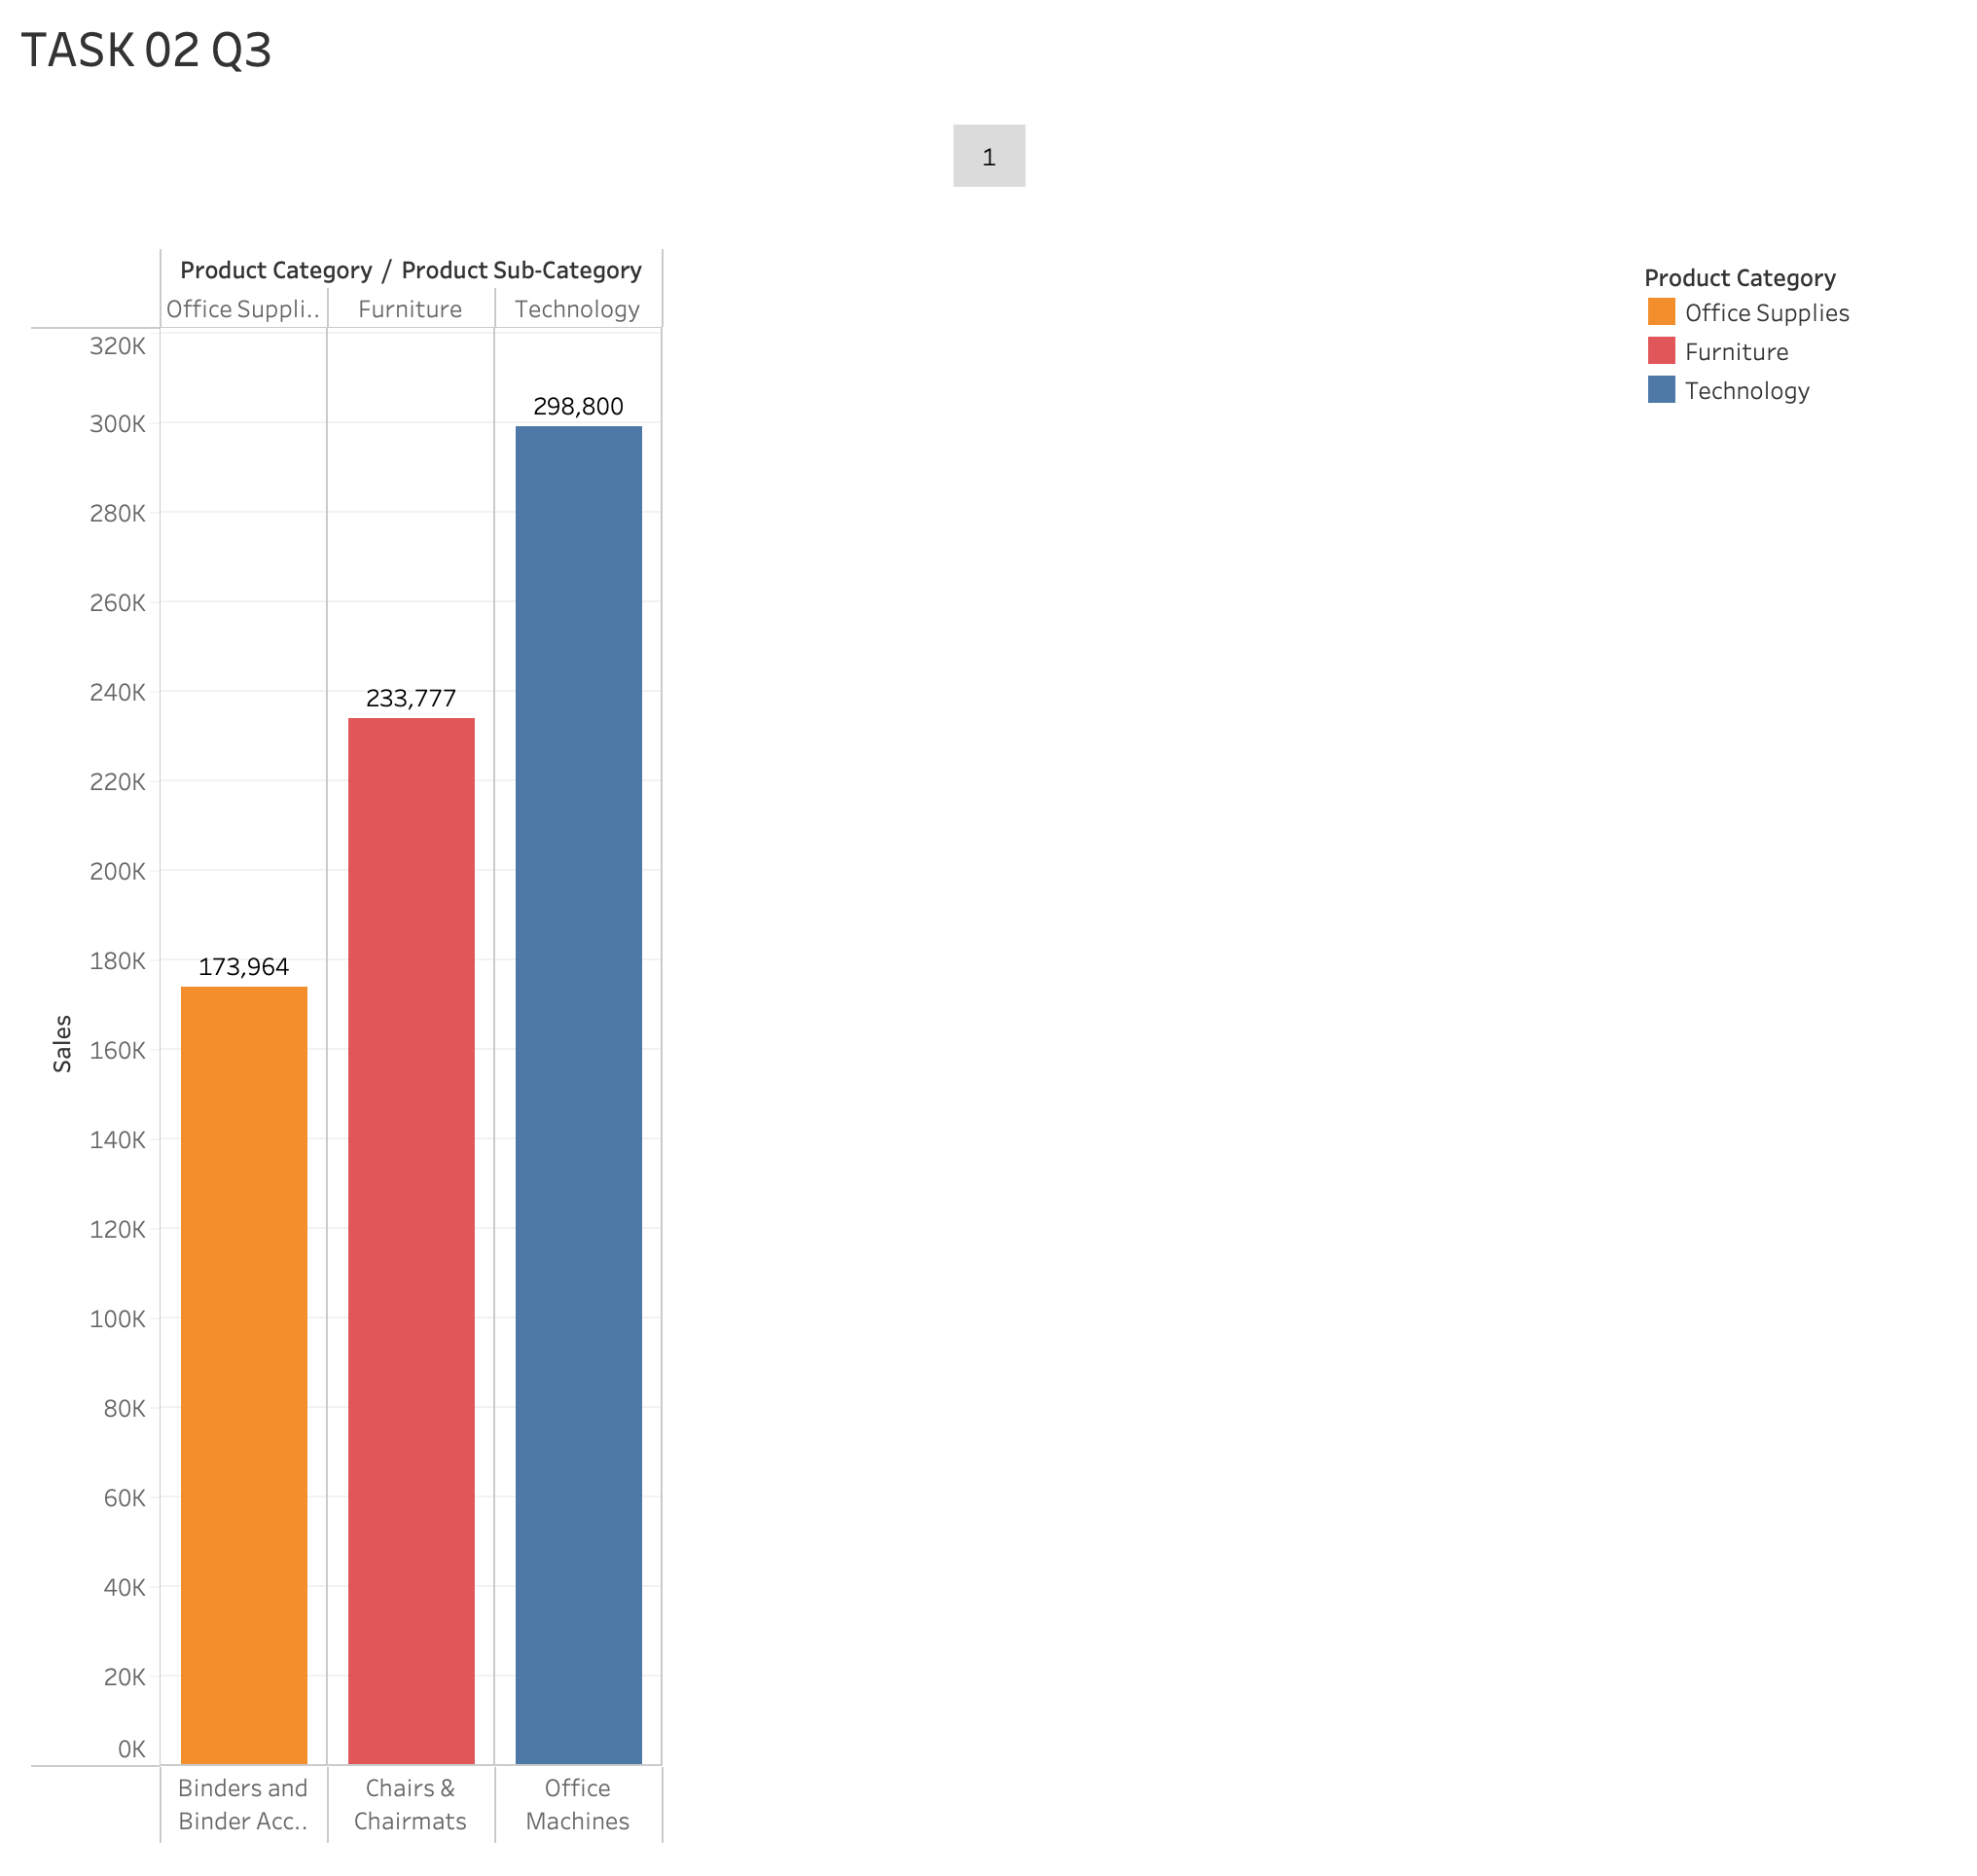 TASK 02 Q3
1
Product Category / Product Sub-Category
Office Suppli.. Furniture Technology
320K
300K
280K
260K
240K
220K
200K
180K
160K
140K
120K
100K
80K
60K
40K
20K
0K
Sales
298,800
233,777
173,964
Binders and
Binder Acc..
Chairs &
Chairmats
Office
Machines
Product Category
Office Supplies
Furniture
Technology